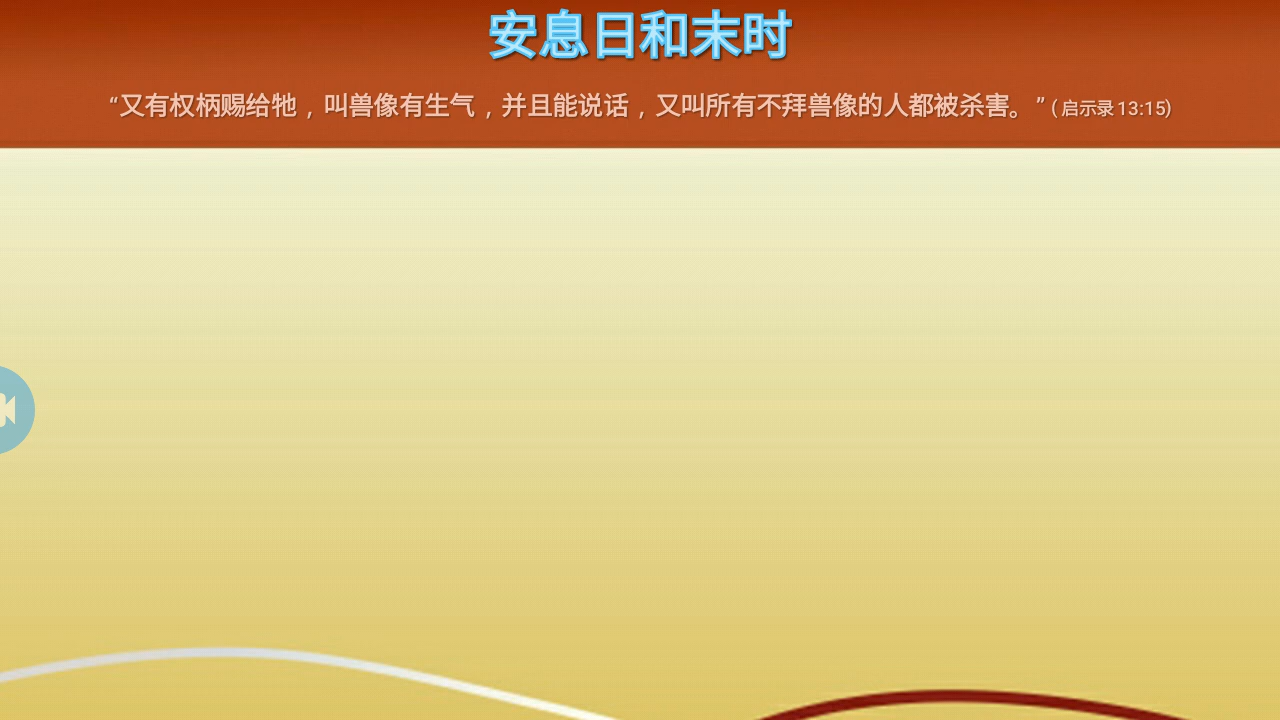 安息日和末时
“又有权柄赐给牠，叫兽像有生气，并且能说话，又叫所有不拜兽像的人都被杀害。”（启示录 13:15)